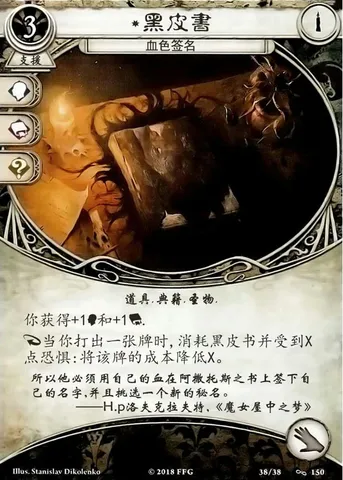 3
*黑皮書
血色签名
支援
道具.典籍.圣物.
你获得+1和+1.
当你打出一张牌时,消耗黑皮书并受到X
点恐惧:将该牌的成本降低X。
所以他必须用自己的血在阿撒托斯之书上签下自
己的名字,并且挑选一个新的秘名。
——H.p洛夫克拉夫特,《魔女屋中之梦》
Illus. Stanislav Dikolenko
© 2018 FFG
38/38
150